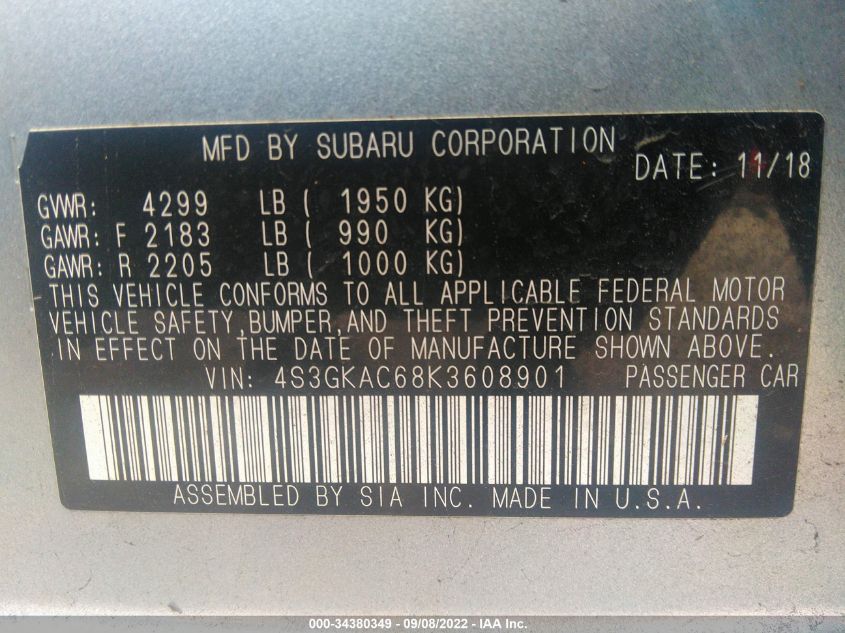 MFD BY SUBARU CORPORATION
DATE: 11/18
GVWR: 4299 LB ( 1950 KG)
GAWR: F 2183 LB ( 990 KG)
GAWR: R 2205 LB ( 1000 KG)
THIS VEHICLE CONFORMS TO ALL APPLICABLE FEDERAL MOTOR
VEHICLE SAFETY,BUMPER,AND THEFT PREVENTION STANDARDS
IN EFFECT ON THE DATE OF MANUFACTURE SHOWN ABOVE.
VIN: 4S3GKAC68K3608901 PASSENGER CAR
ASSEMBLED BY SIA INC. MADE IN U.S.A.
000-34380349 - 09/08/2022 - IAA Inc.